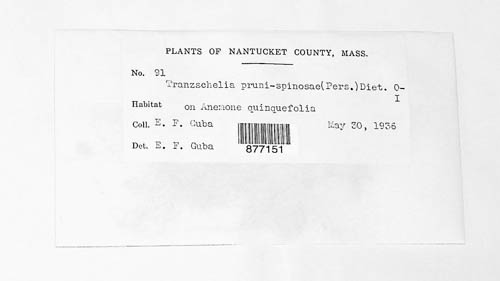 PLANTS OF NANTUCKET COUNTY, MASS.
No. 91
Tranzschelia pruni-spinosae(Pers.)Diet. O-
I
Habitat on Anemone quinquefolia
Coll. E. F. Guba May 30, 1936
877151
Det. E. F. Guba